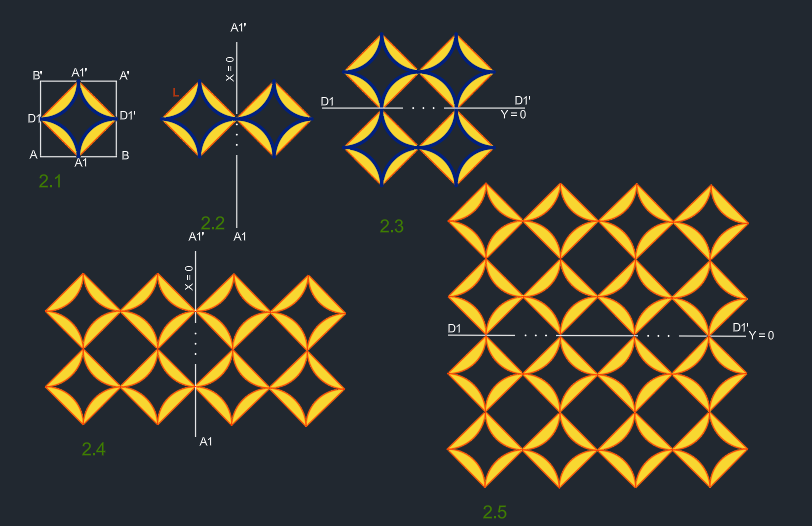 B' A1' A'
D1 D1'
A A1 B
2.1
A1'
X = 0
L
2.2
A1
D1 D1'
Y = 0
2.3
A1'
X = 0
A1
2.4
D1 D1' Y = 0
2.5